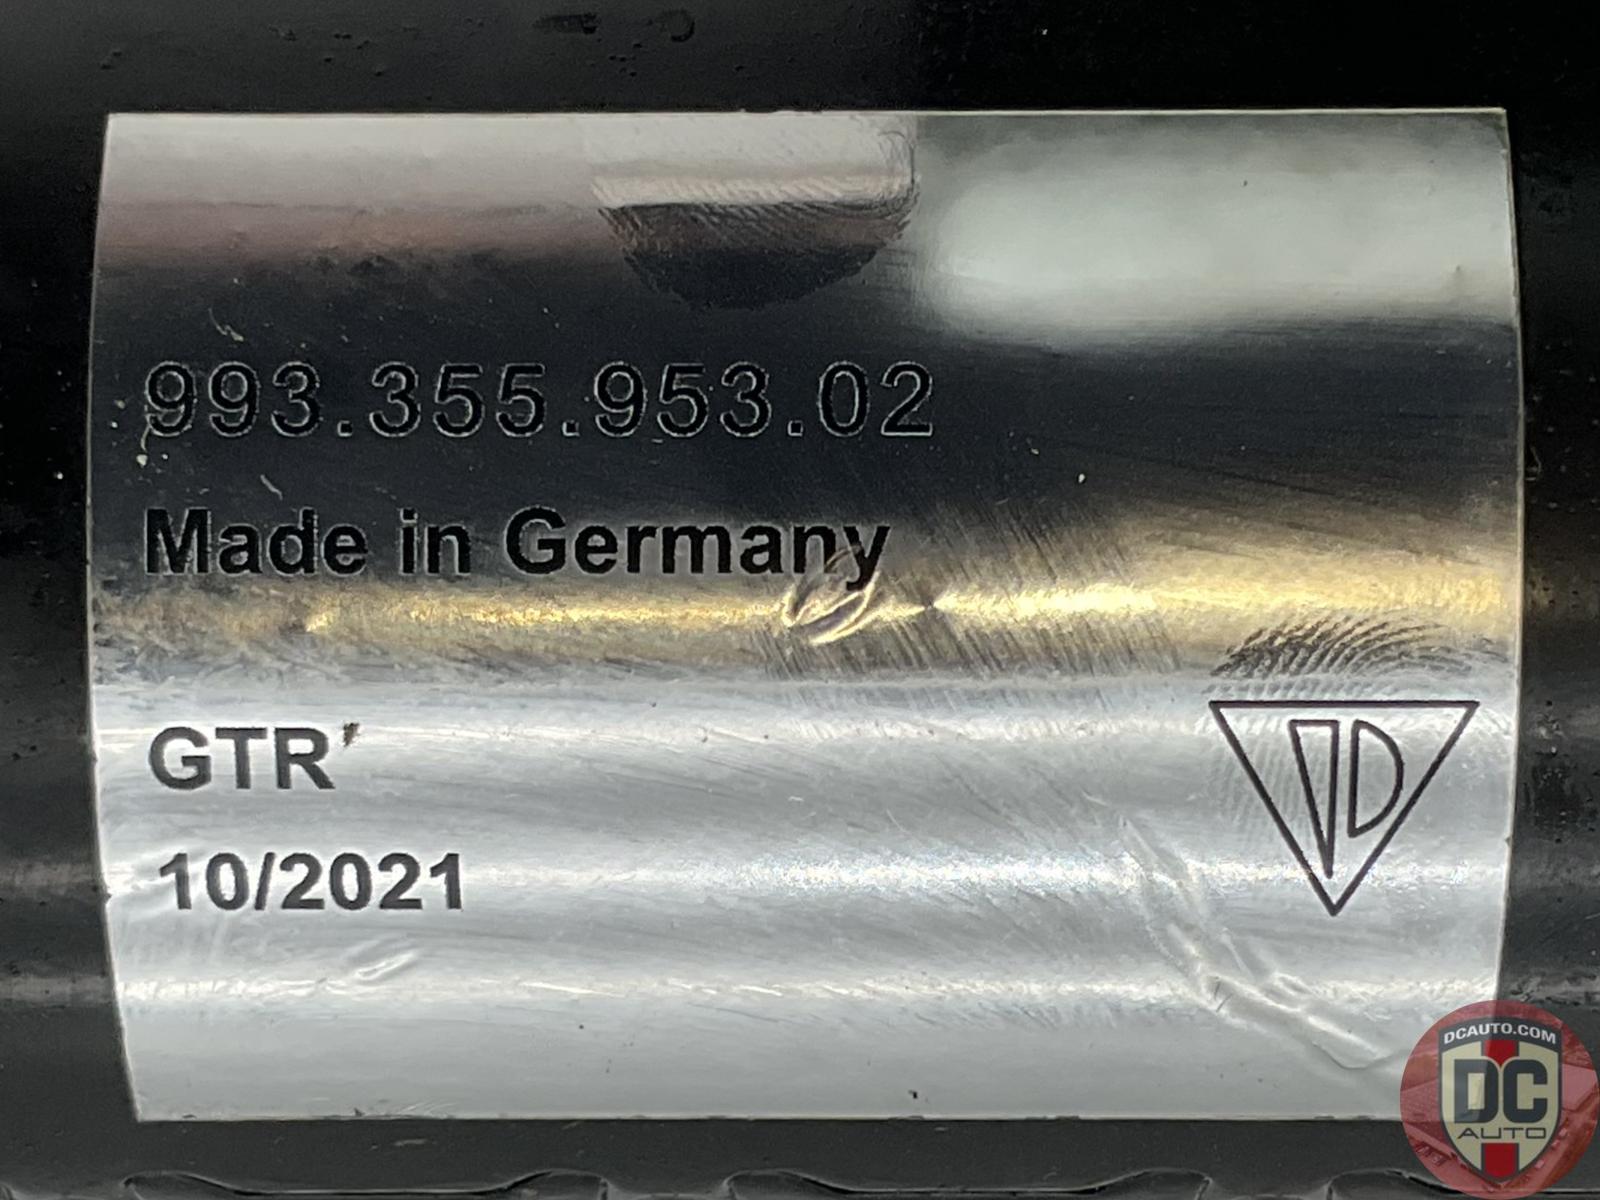 993.355.953.02
Made in Germany
GTR
10/2021
DCAUTO.COM
DC
AUTO